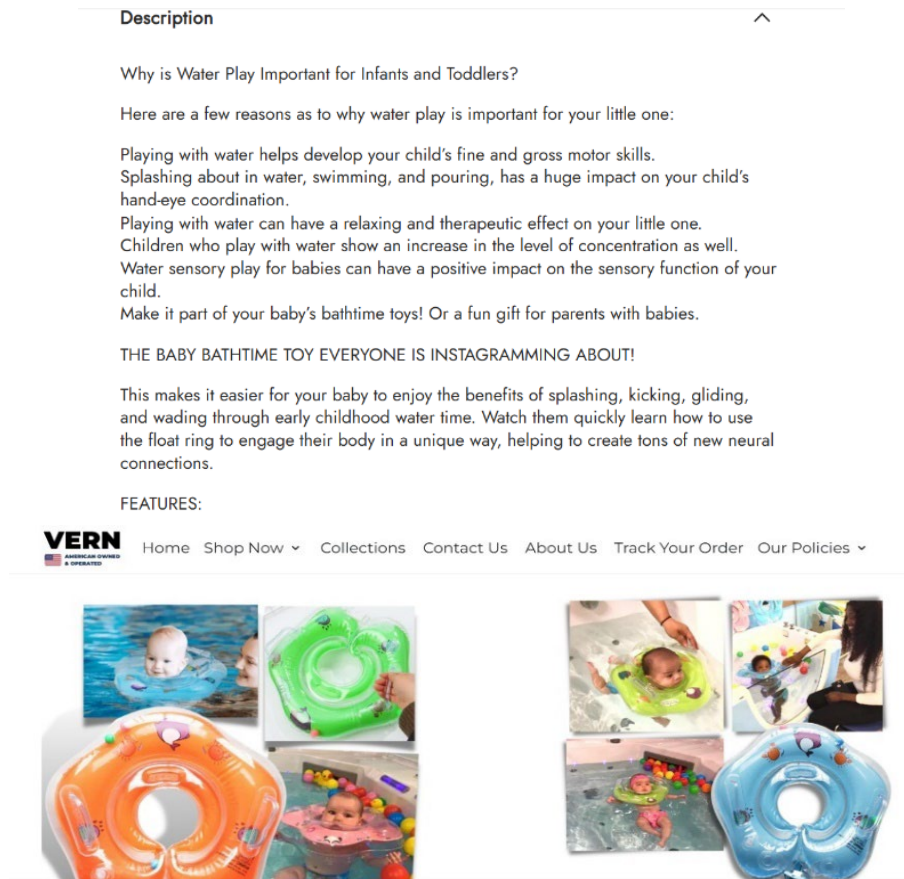 Description
Why is Water Play Important for Infants and Toddlers?
Here are a few reasons as to why water play is important for your little one:
Playing with water helps develop your child's fine and gross motor skills.
Splashing about in water, swimming, and pouring, has a huge impact on your child's
hand-eye coordination.
Playing with water can have a relaxing and therapeutic effect on your little one.
Children who play with water show an increase in the level of concentration as well.
Water sensory play for babies can have a positive impact on the sensory function of your
child.
Make it part of your baby's bathtime toys! Or a fun gift for parents with babies.
THE BABY BATHTIME TOY EVERYONE IS INSTAGRAMMING ABOUT!
This makes it easier for your baby to enjoy the benefits of splashing, kicking, gliding,
and wading through early childhood water time. Watch them quickly learn how to use
the float ring to engage their body in a unique way, helping to create tons of new neural
connections.
FEATURES:
VERN
AMERICAN OWNED
& OPERATED
Home Shop Now Collections Contact Us About Us Track Your Order Our Policies